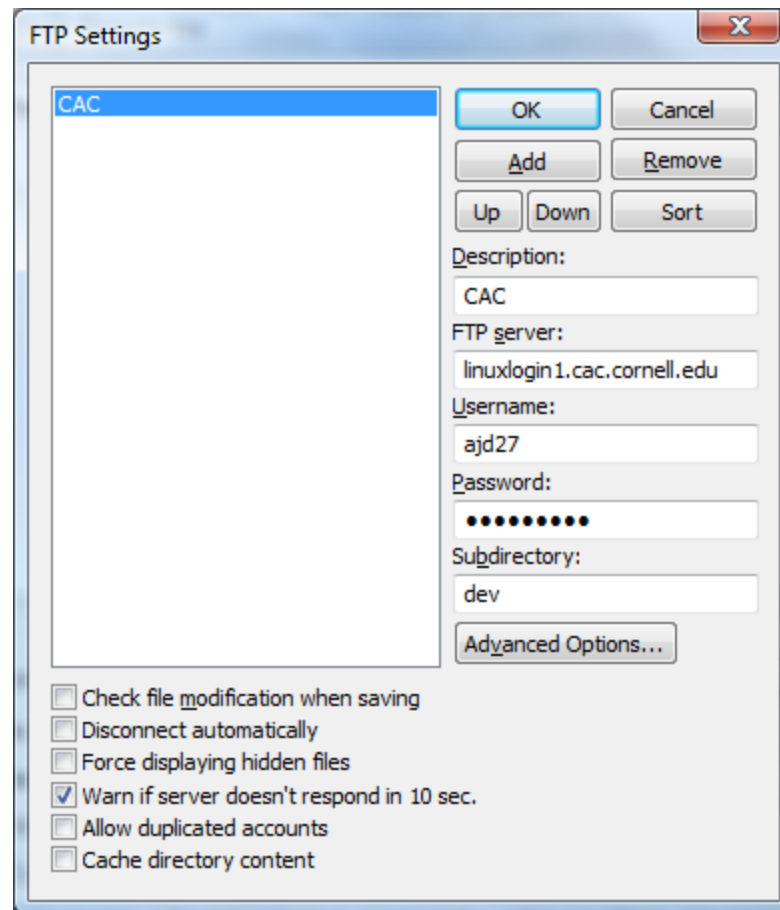 FTP Settings
CAC
OK
Cancel
Add
Remove
Up
Down
Sort
Description:
CAC
FTP server:
linuxlogin1.cac.cornell.edu
Username:
ajd27
Password:
•••••••••
Subdirectory:
dev
Advanced Options...
Check file modification when saving
Disconnect automatically
Force displaying hidden files
Warn if server doesn't respond in 10 sec.
Allow duplicated accounts
Cache directory content